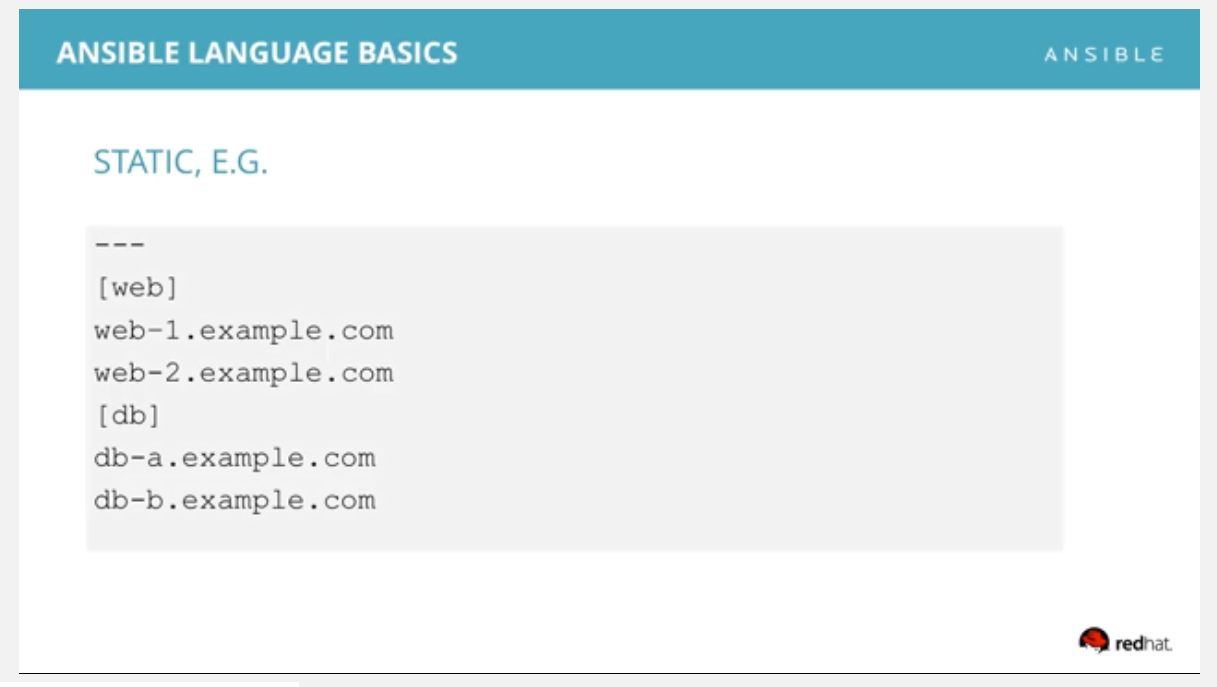 ANSIBLE LANGUAGE BASICS
ANSIBLE
STATIC, E.G.
---
[web]
web-1.example.com
web-2.example.com
[db]
db-a.example.com
db-b.example.com
redhat.